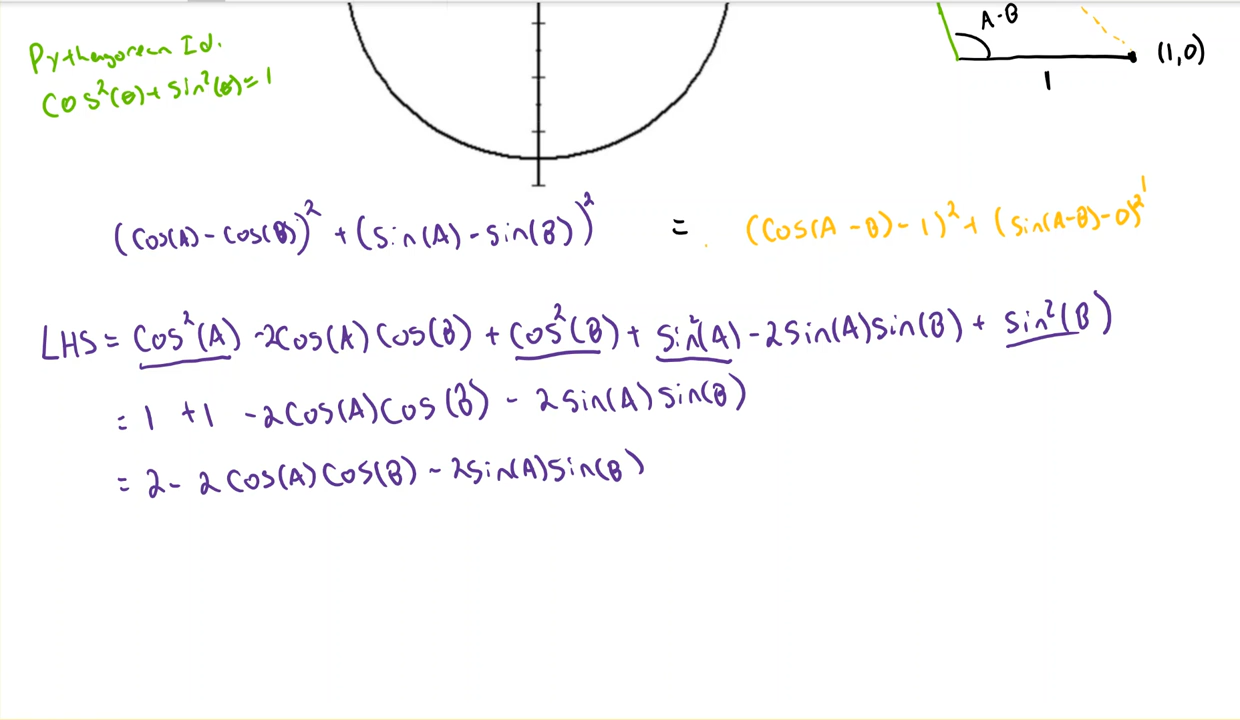 Pythagorean Id.
cos²(θ)+sin²(θ)=1
A-B
(1,0)
1
(cos(A)-cos(B))² + (sin(A)-sin(B))² = (cos(A-B)-1)² + (sin(A-B)-0)²
LHS = cos²(A) -2cos(A)cos(B) + cos²(B) + sin²(A) -2sin(A)sin(B) + sin²(B)
= 1 +1 -2cos(A)cos(B) - 2sin(A)sin(B)
= 2- 2cos(A)cos(B) - 2sin(A)sin(B)